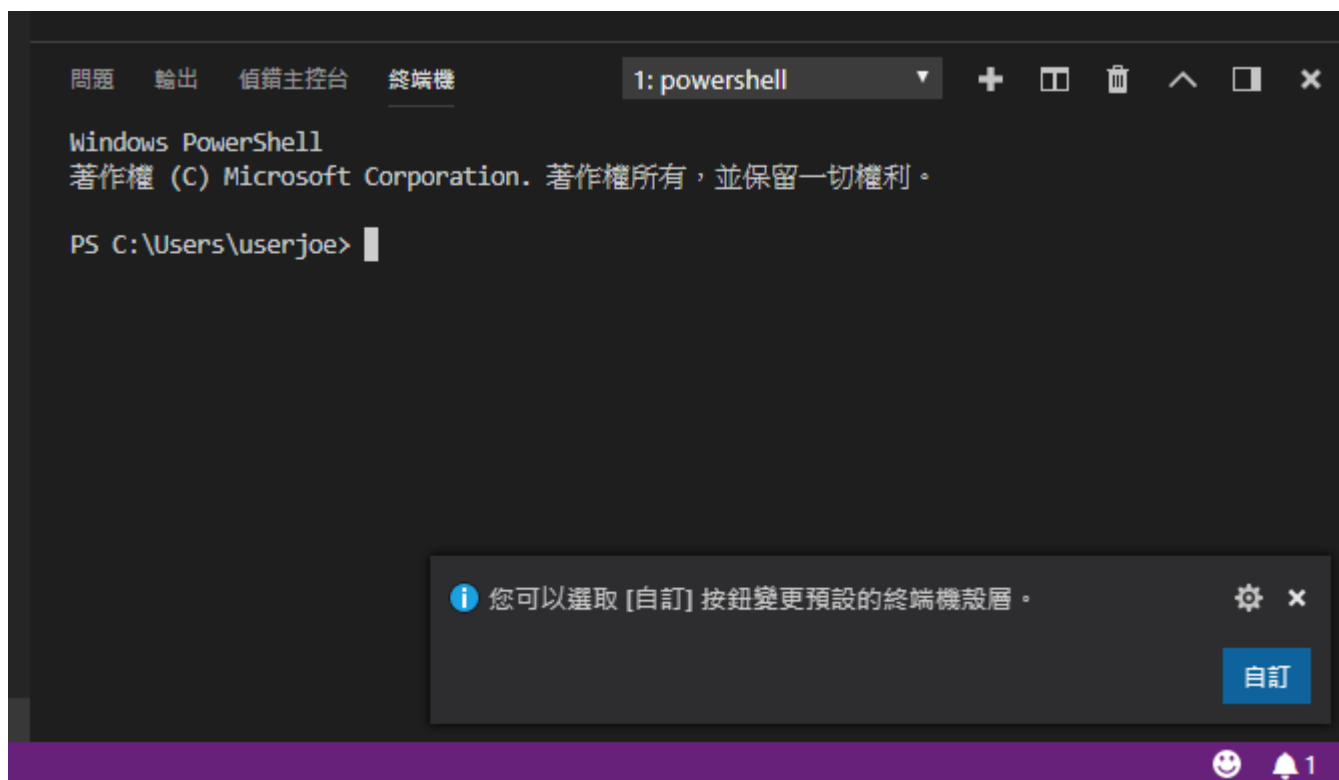 問題 輸出 偵錯主控台 終端機 1: powershell
Windows PowerShell
著作權 (C) Microsoft Corporation. 著作權所有，並保留一切權利。
PS C:\Users\userjoe>
您可以選取 [自訂] 按鈕變更預設的終端機殼層。
自訂
1